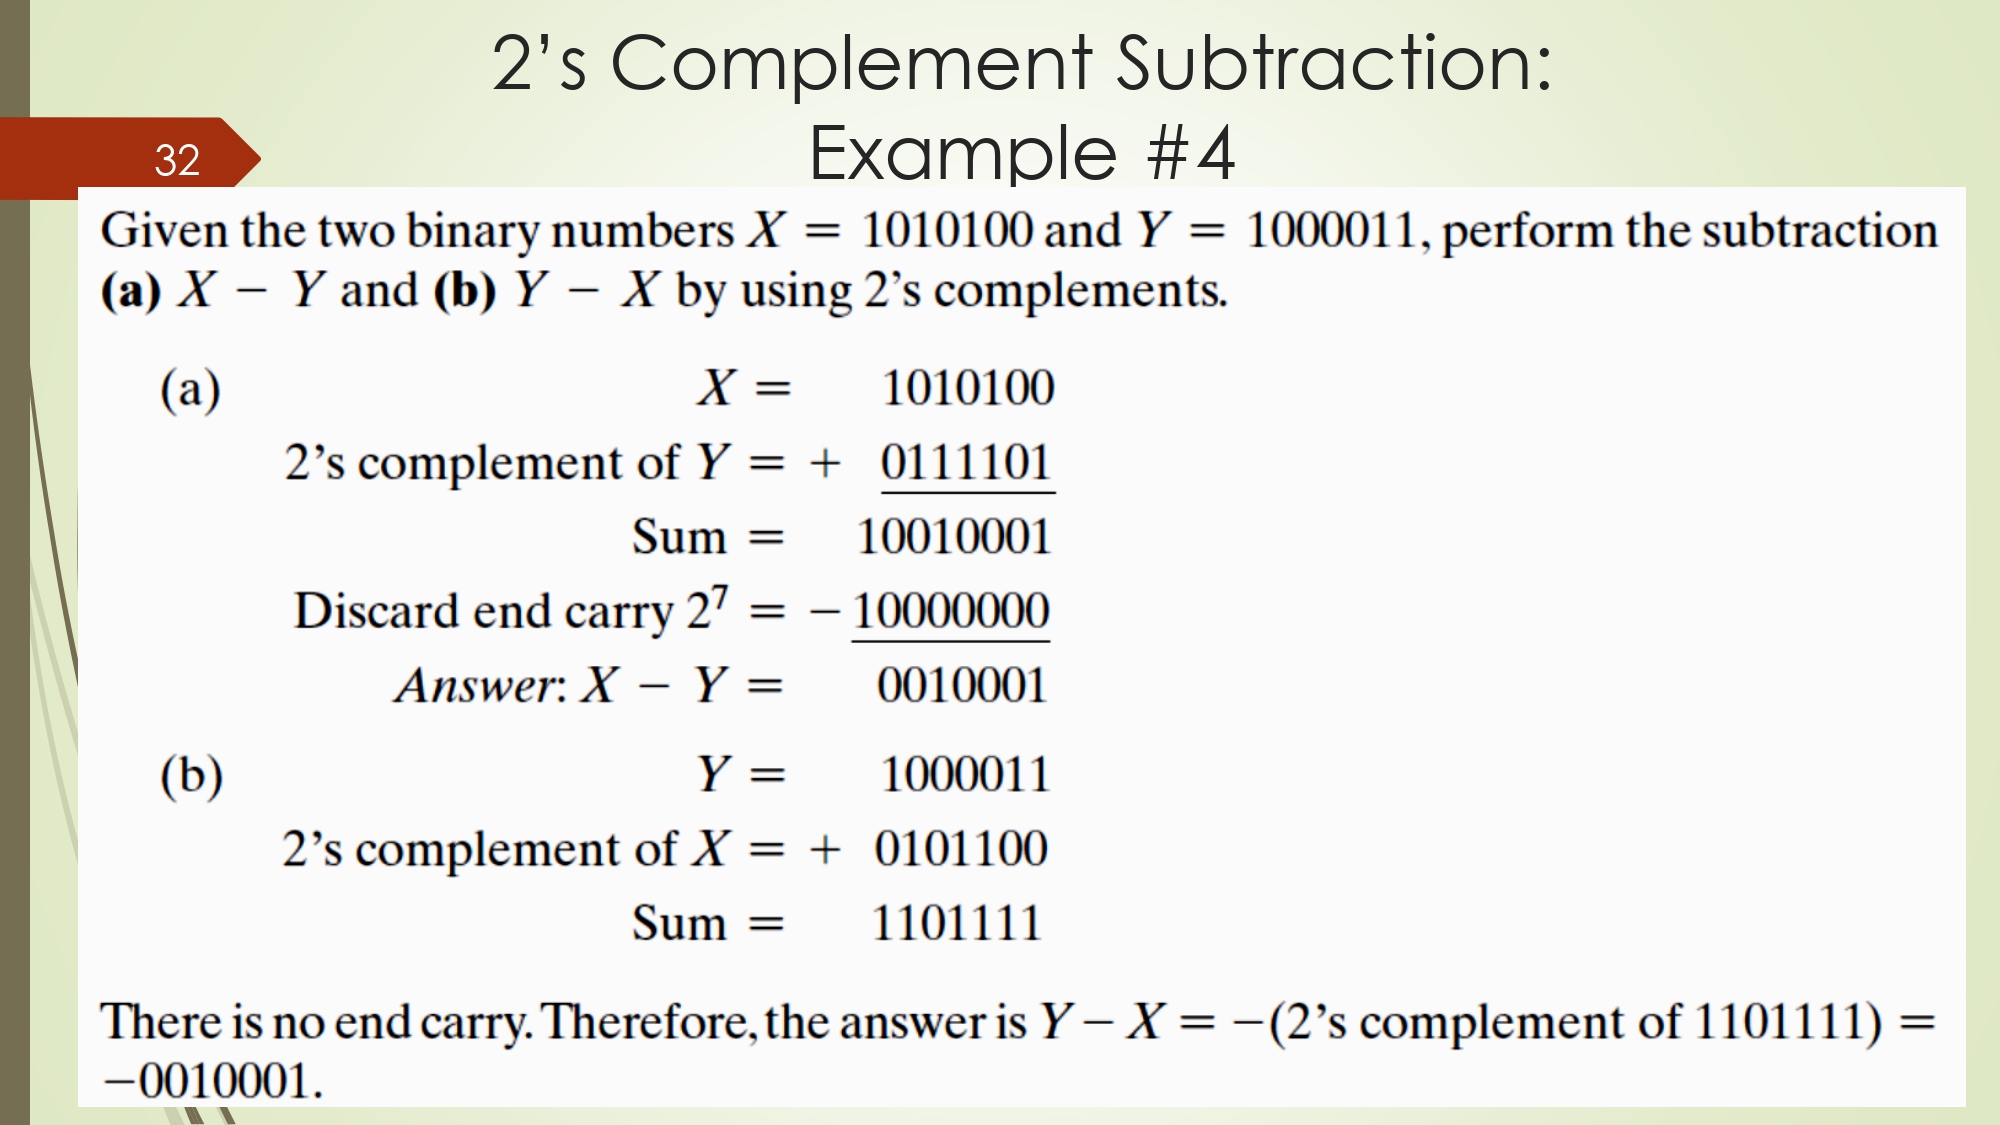 2’s Complement Subtraction:
Example #4
32
Given the two binary numbers X = 1010100 and Y = 1000011, perform the subtraction
(a) X − Y and (b) Y − X by using 2’s complements.
(a) X = 1010100
2’s complement of Y = + 0111101
Sum = 10010001
Discard end carry 2⁷ = − 10000000
Answer: X − Y = 0010001
(b) Y = 1000011
2’s complement of X = + 0101100
Sum = 1101111
There is no end carry. Therefore, the answer is Y − X = −(2’s complement of 1101111) =
−0010001.